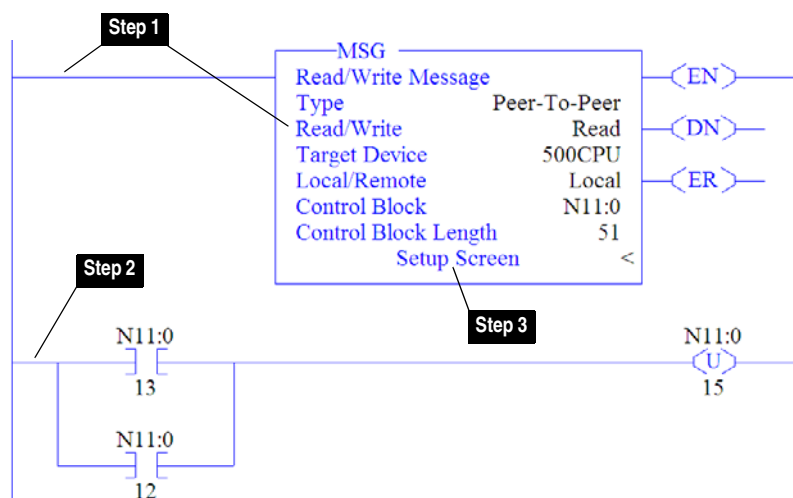 Step 1
MSG
Read/Write Message
EN
Type Peer-To-Peer
Read/Write Read
DN
Target Device 500CPU
Local/Remote Local
ER
Control Block N11:0
Control Block Length 51
Setup Screen <
Step 2
Step 3
N11:0
13
N11:0
U
15
N11:0
12